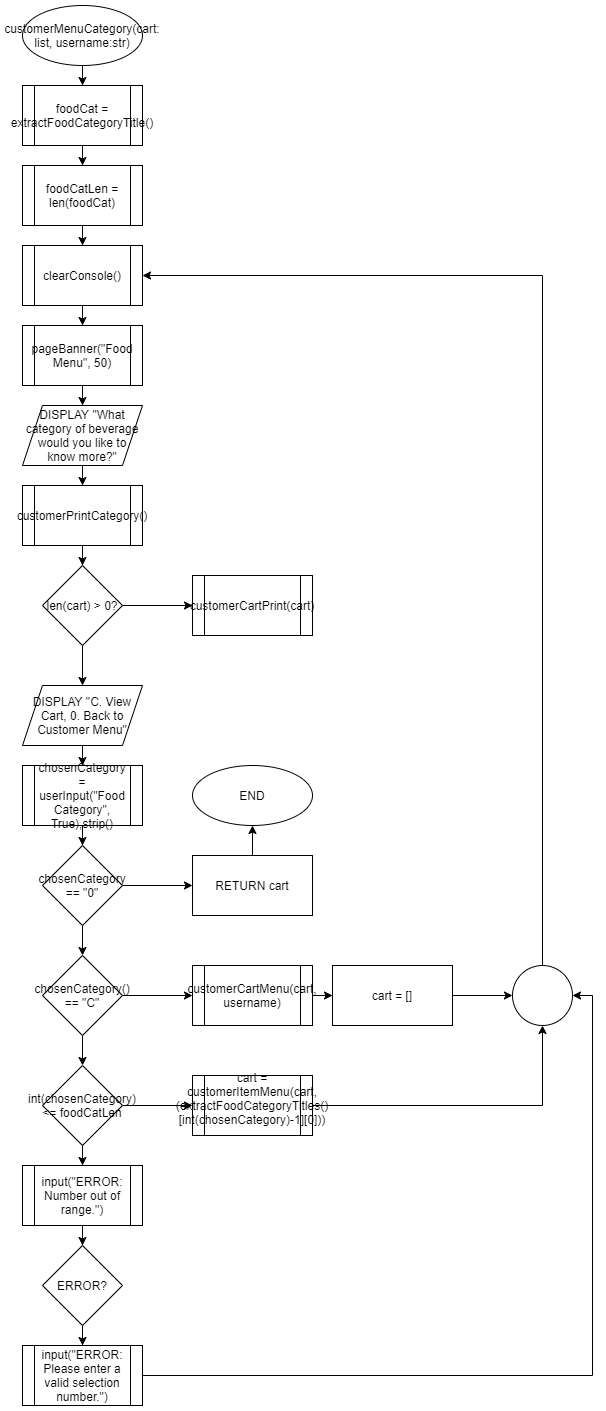 customerMenuCategory(cart:
list, username:str)
foodCat =
extractFoodCategoryTitle()
foodCatLen =
len(foodCat)
clearConsole()
pageBanner("Food
Menu", 50)
DISPLAY "What
category of beverage
would you like to
know more?"
customerPrintCategory()
len(cart) > 0?
customerCartPrint(cart)
DISPLAY "C. View
Cart, 0. Back to
Customer Menu"
chosenCategory
=
userInput("Food
Category",
True).strip()
END
chosenCategory
== "0"
RETURN cart
chosenCategory()
== "C"
customerCartMenu(cart,
username)
cart = []
int(chosenCategory)
<= foodCatLen
cart =
customerItemMenu(cart,
(extractFoodCategoryTitles()
[int(chosenCategory)-1][0]))
input("ERROR:
Number out of
range.")
ERROR?
input("ERROR:
Please enter a
valid selection
number.")